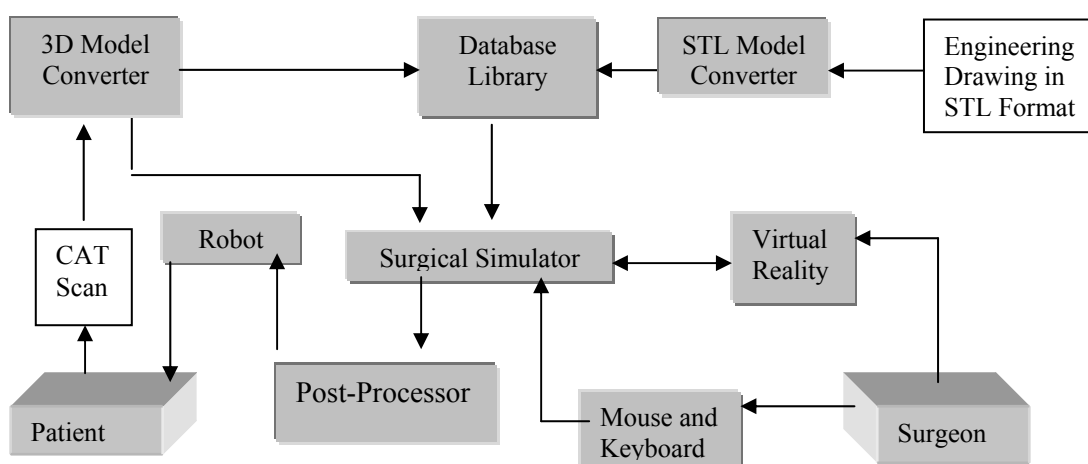 3D Model
Converter
Database
Library
STL Model
Converter
Engineering
Drawing in
STL Format
CAT
Scan
Robot
Surgical Simulator
Virtual
Reality
Post-Processor
Mouse and
Keyboard
Patient
Surgeon